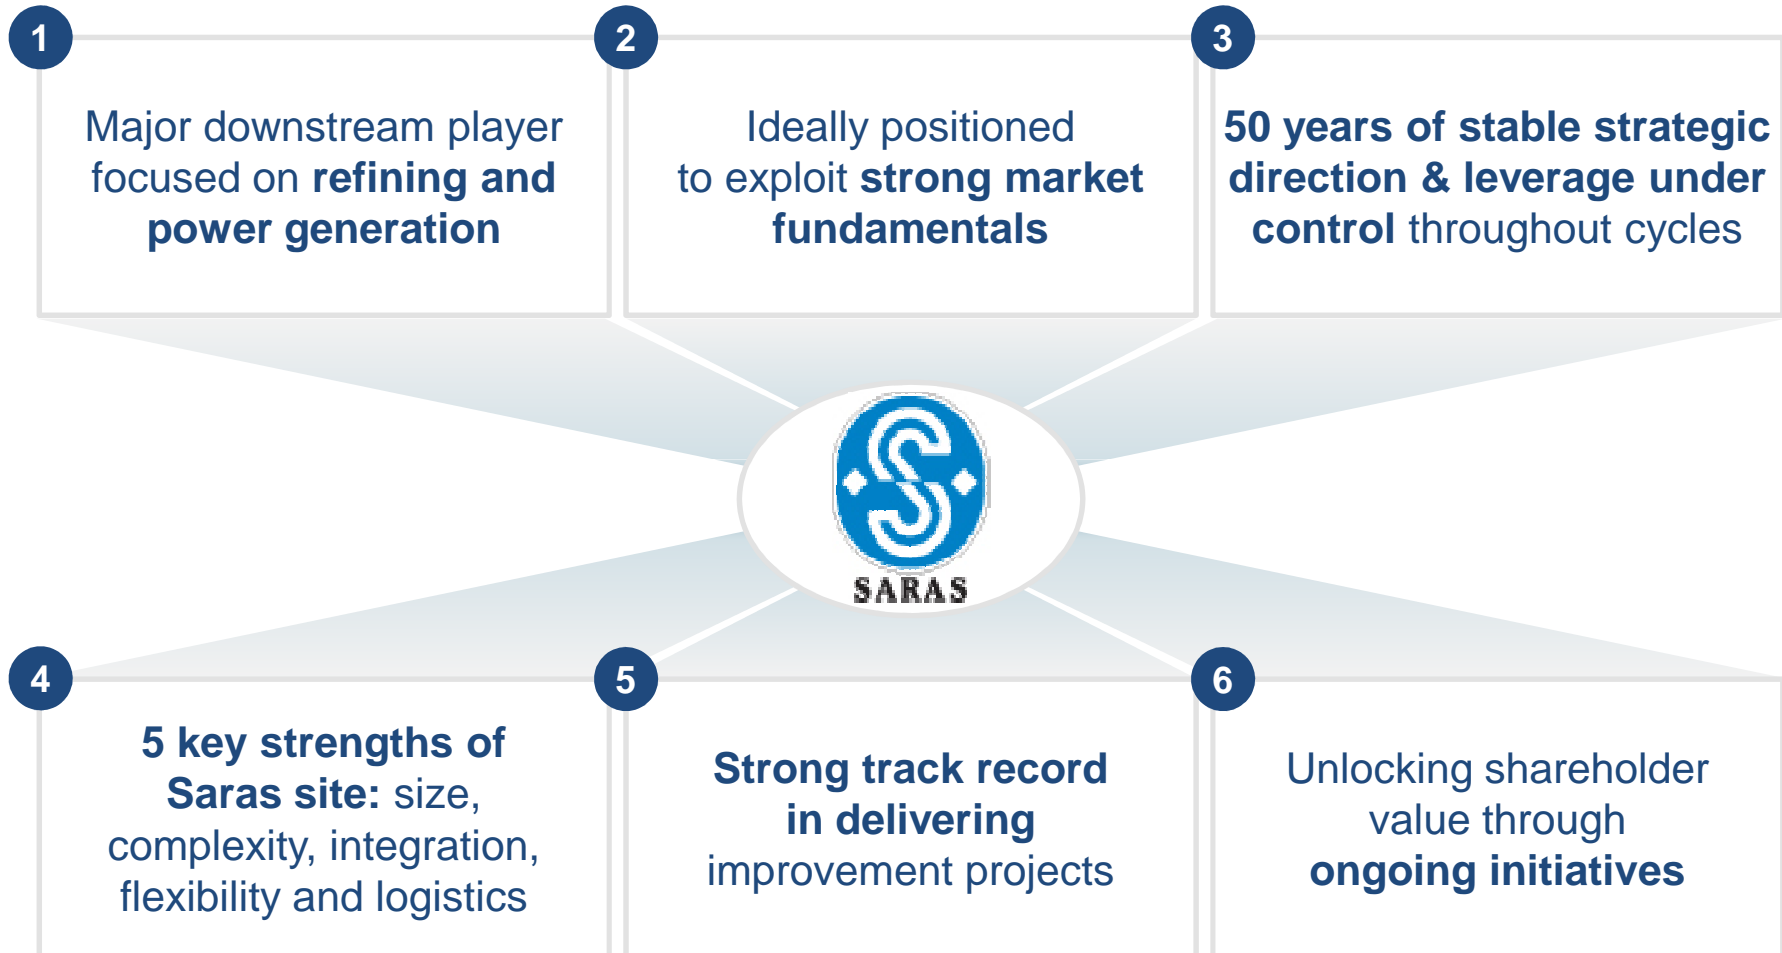 1
Major downstream player
focused on refining and
power generation
2
Ideally positioned
to exploit strong market
fundamentals
3
50 years of stable strategic
direction & leverage under
control throughout cycles
SARAS
4
5 key strengths of
Saras site: size,
complexity, integration,
flexibility and logistics
5
Strong track record
in delivering
improvement projects
6
Unlocking shareholder
value through
ongoing initiatives